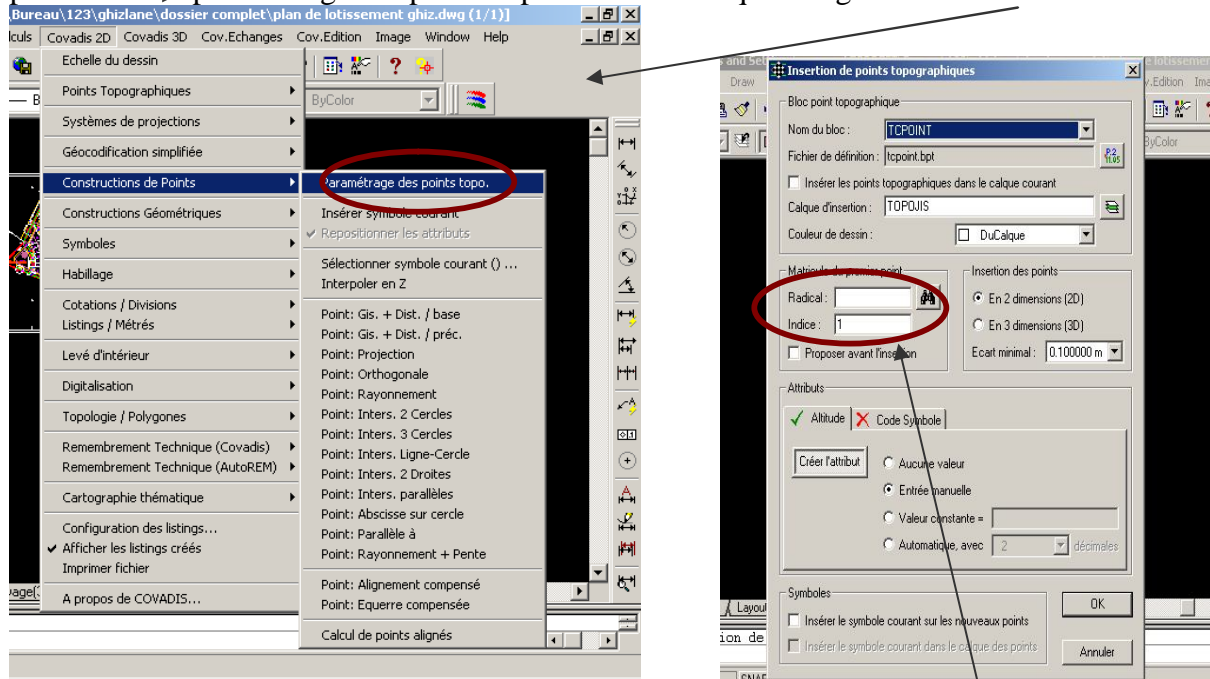 \Bureau\123\ghizlane\dossier complet\plan de lotissement ghiz.dwg (1/1)]
Covadis 2D Covadis 3D Cov.Echanges Cov.Edition Image Window Help
Echelle du dessin
Points Topographiques
Systèmes de projections
Géocodification simplifiée
Constructions de Points
Constructions Géométriques
Symboles
Habillage
Cotations / Divisions
Listings / Métrés
Levé d'intérieur
Digitalisation
Topologie / Polygones
Remembrement Technique (Covadis)
Remembrement Technique (AutoREM)
Cartographie thématique
Configuration des listings...
Afficher les listings créés
Imprimer fichier
A propos de COVADIS...
ByColor
Paramétrage des points topo.
Insérer symbole courant
Repositionner les attributs
Sélectionner symbole courant () ...
Interpoler en Z
Point: Gis. + Dist. / base
Point: Gis. + Dist. / préc.
Point: Projection
Point: Orthogonale
Point: Rayonnement
Point: Inters. 2 Cercles
Point: Inters. 3 Cercles
Point: Inters. Ligne-Cercle
Point: Inters. 2 Droites
Point: Inters. parallèles
Point: Abscisse sur cercle
Point: Parallèle à
Point: Rayonnement + Pente
Point: Alignement compensé
Point: Equerre compensée
Calcul de points alignés
Draw
Insertion de points topographiques
Bloc point topographique
Nom du bloc : TCPOINT
Fichier de définition : tcpoint.bpt
Insérer les points topographiques dans le calque courant
Calque d'insertion : TOPOJIS
Couleur de dessin : DuCalque
Matricule du premier point
Radical :
Indice : 1
Proposer avant l'insertion
Insertion des points
En 2 dimensions (2D)
En 3 dimensions (3D)
Ecart minimal : 0.100000 m
Attributs
Altitude Code Symbole
Créer l'attribut
Aucune valeur
Entrée manuelle
Valeur constante =
Automatique, avec 2 décimales
Symboles
Insérer le symbole courant sur les nouveaux points
Insérer le symbole courant dans le calque des points
OK
Annuler